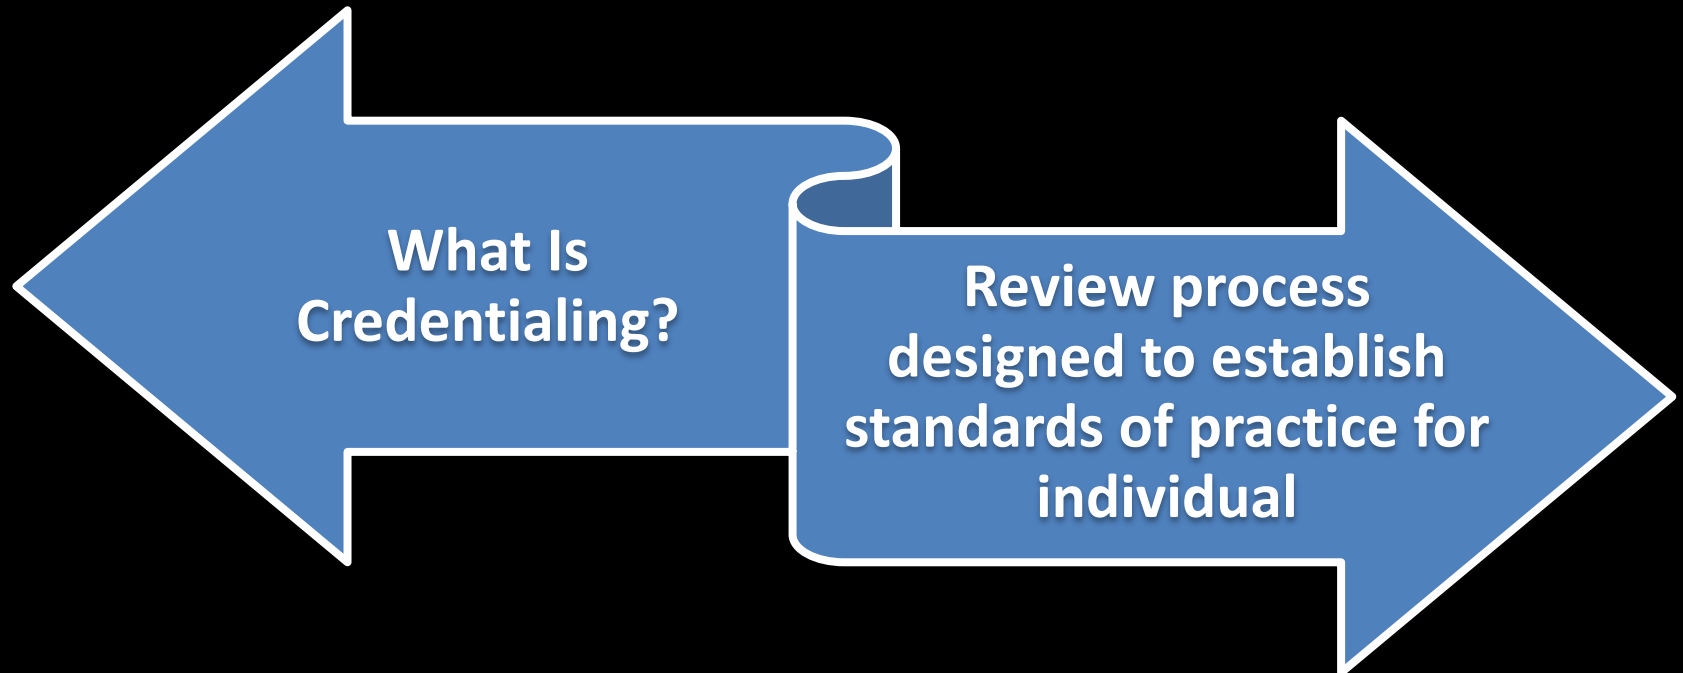 What Is
Credentialing?
Review process
designed to establish
standards of practice for
individual